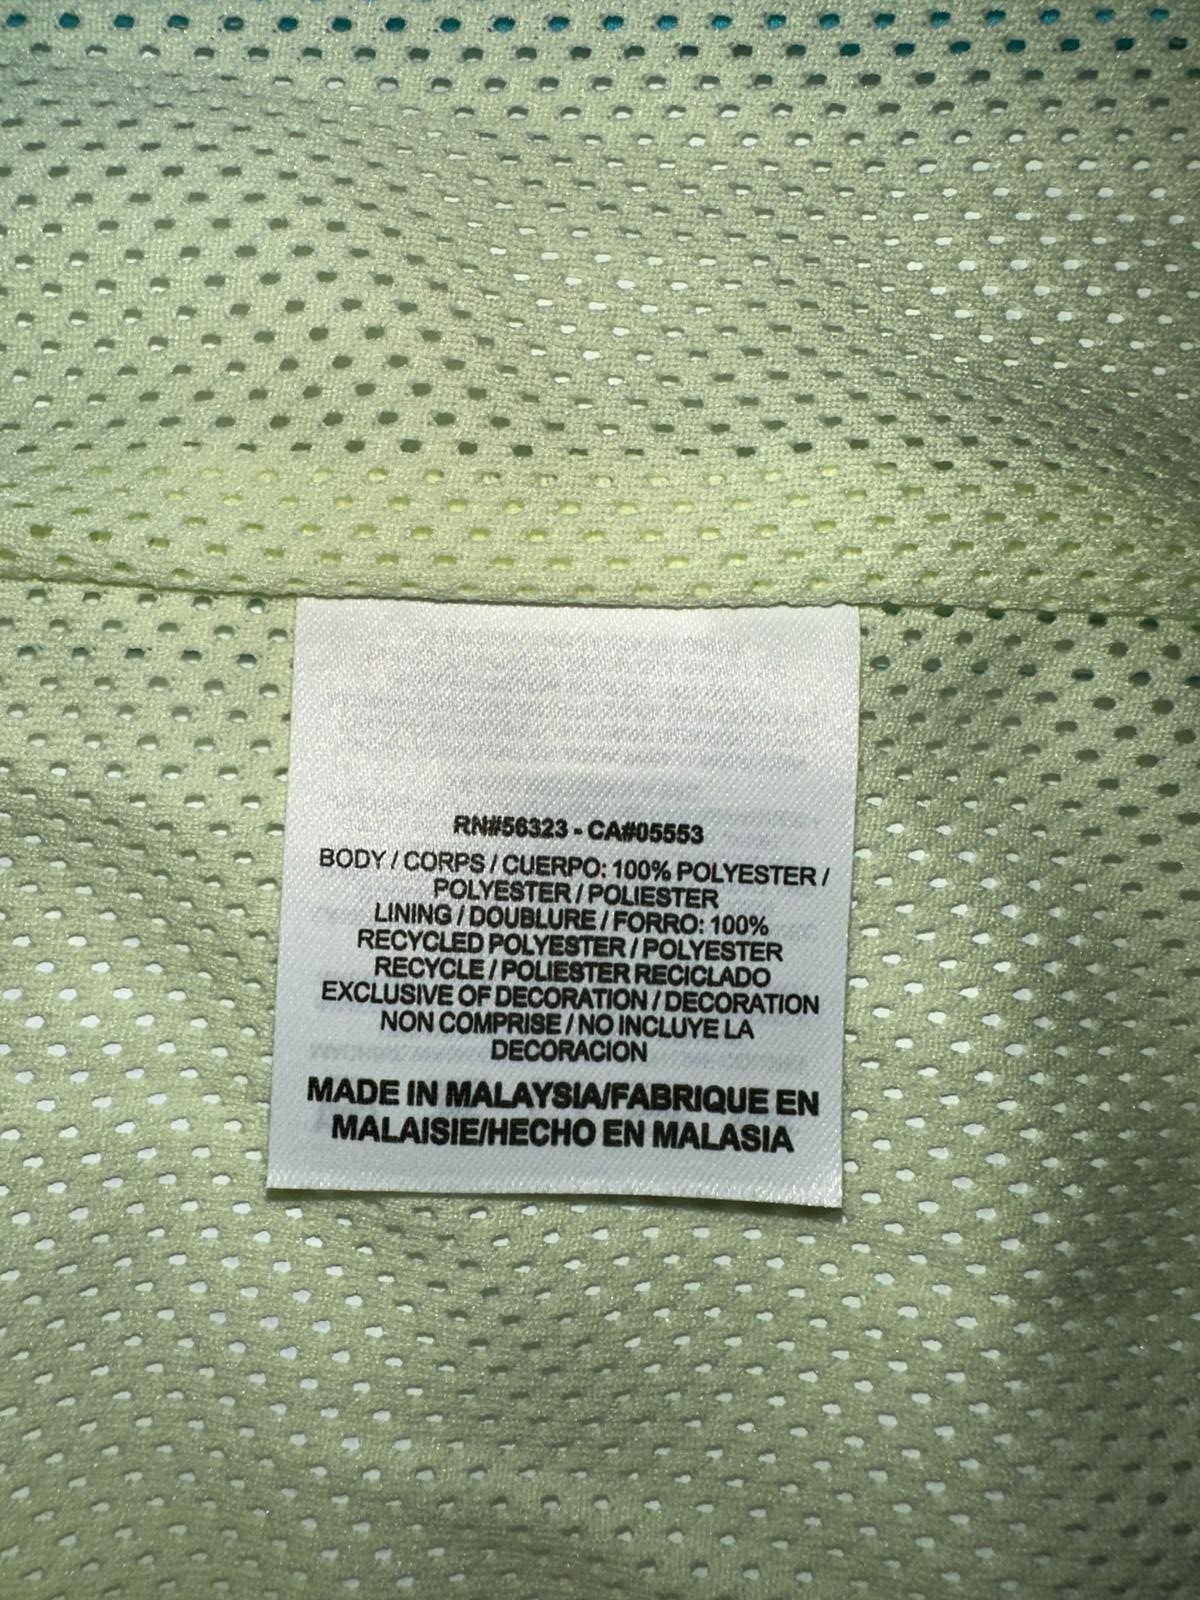 RN#56323 - CA#05553
BODY / CORPS / CUERPO: 100% POLYESTER /
POLYESTER / POLIESTER
LINING / DOUBLURE / FORRO: 100%
RECYCLED POLYESTER / POLYESTER
RECYCLE / POLIESTER RECICLADO
EXCLUSIVE OF DECORATION / DECORATION
NON COMPRISE / NO INCLUYE LA
DECORACION
MADE IN MALAYSIA/FABRIQUE EN
MALAISIE/HECHO EN MALASIA